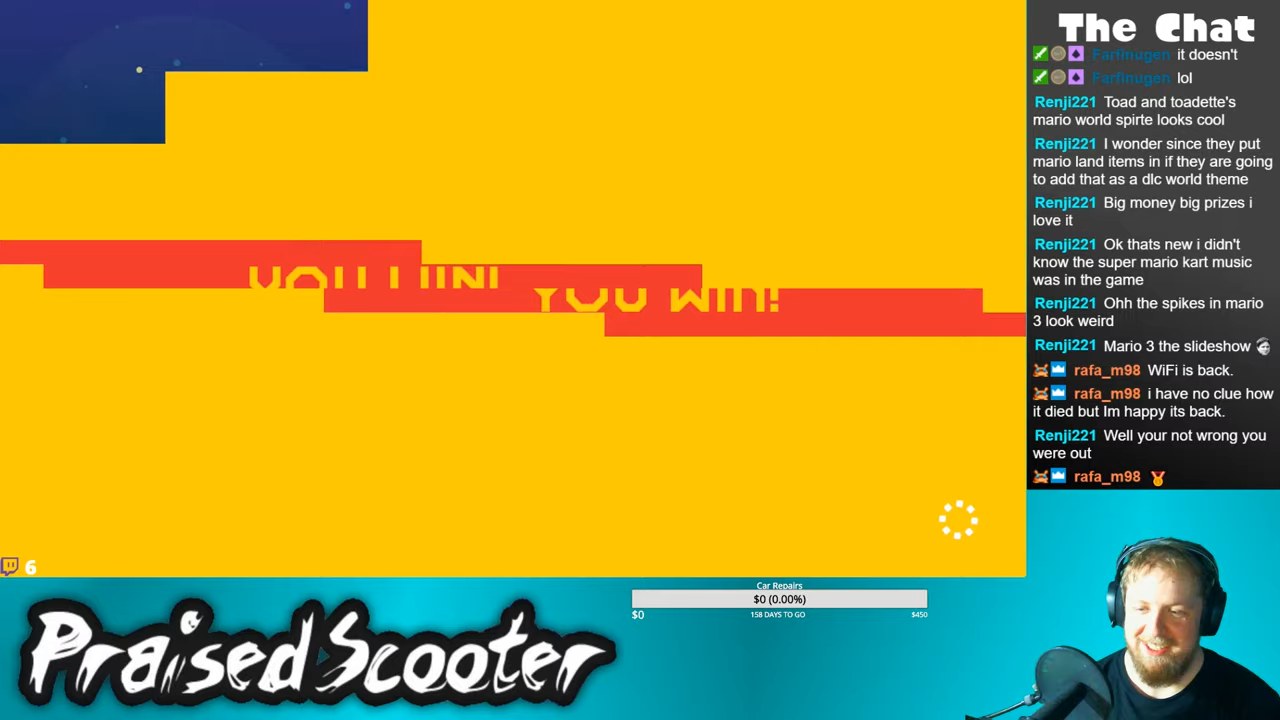 The Chat
Farfinugen it doesn't
Farfinugen lol
Renji221 Toad and toadette's
mario world spirte looks cool
Renji221 I wonder since they put
mario land items in if they are going
to add that as a dlc world theme
Renji221 Big money big prizes i
love it
Renji221 Ok thats new i didn't
know the super mario kart music
was in the game
Renji221 Ohh the spikes in mario
3 look weird
Renji221 Mario 3 the slideshow
rafa_m98 WiFi is back.
rafa_m98 i have no clue how
it died but Im happy its back.
Renji221 Well your not wrong you
were out
rafa_m98
YOU WIN!
YOU WIN!
6
Car Repairs
$0 (0.00%)
$0 158 DAYS TO GO $450
PraisedScooter